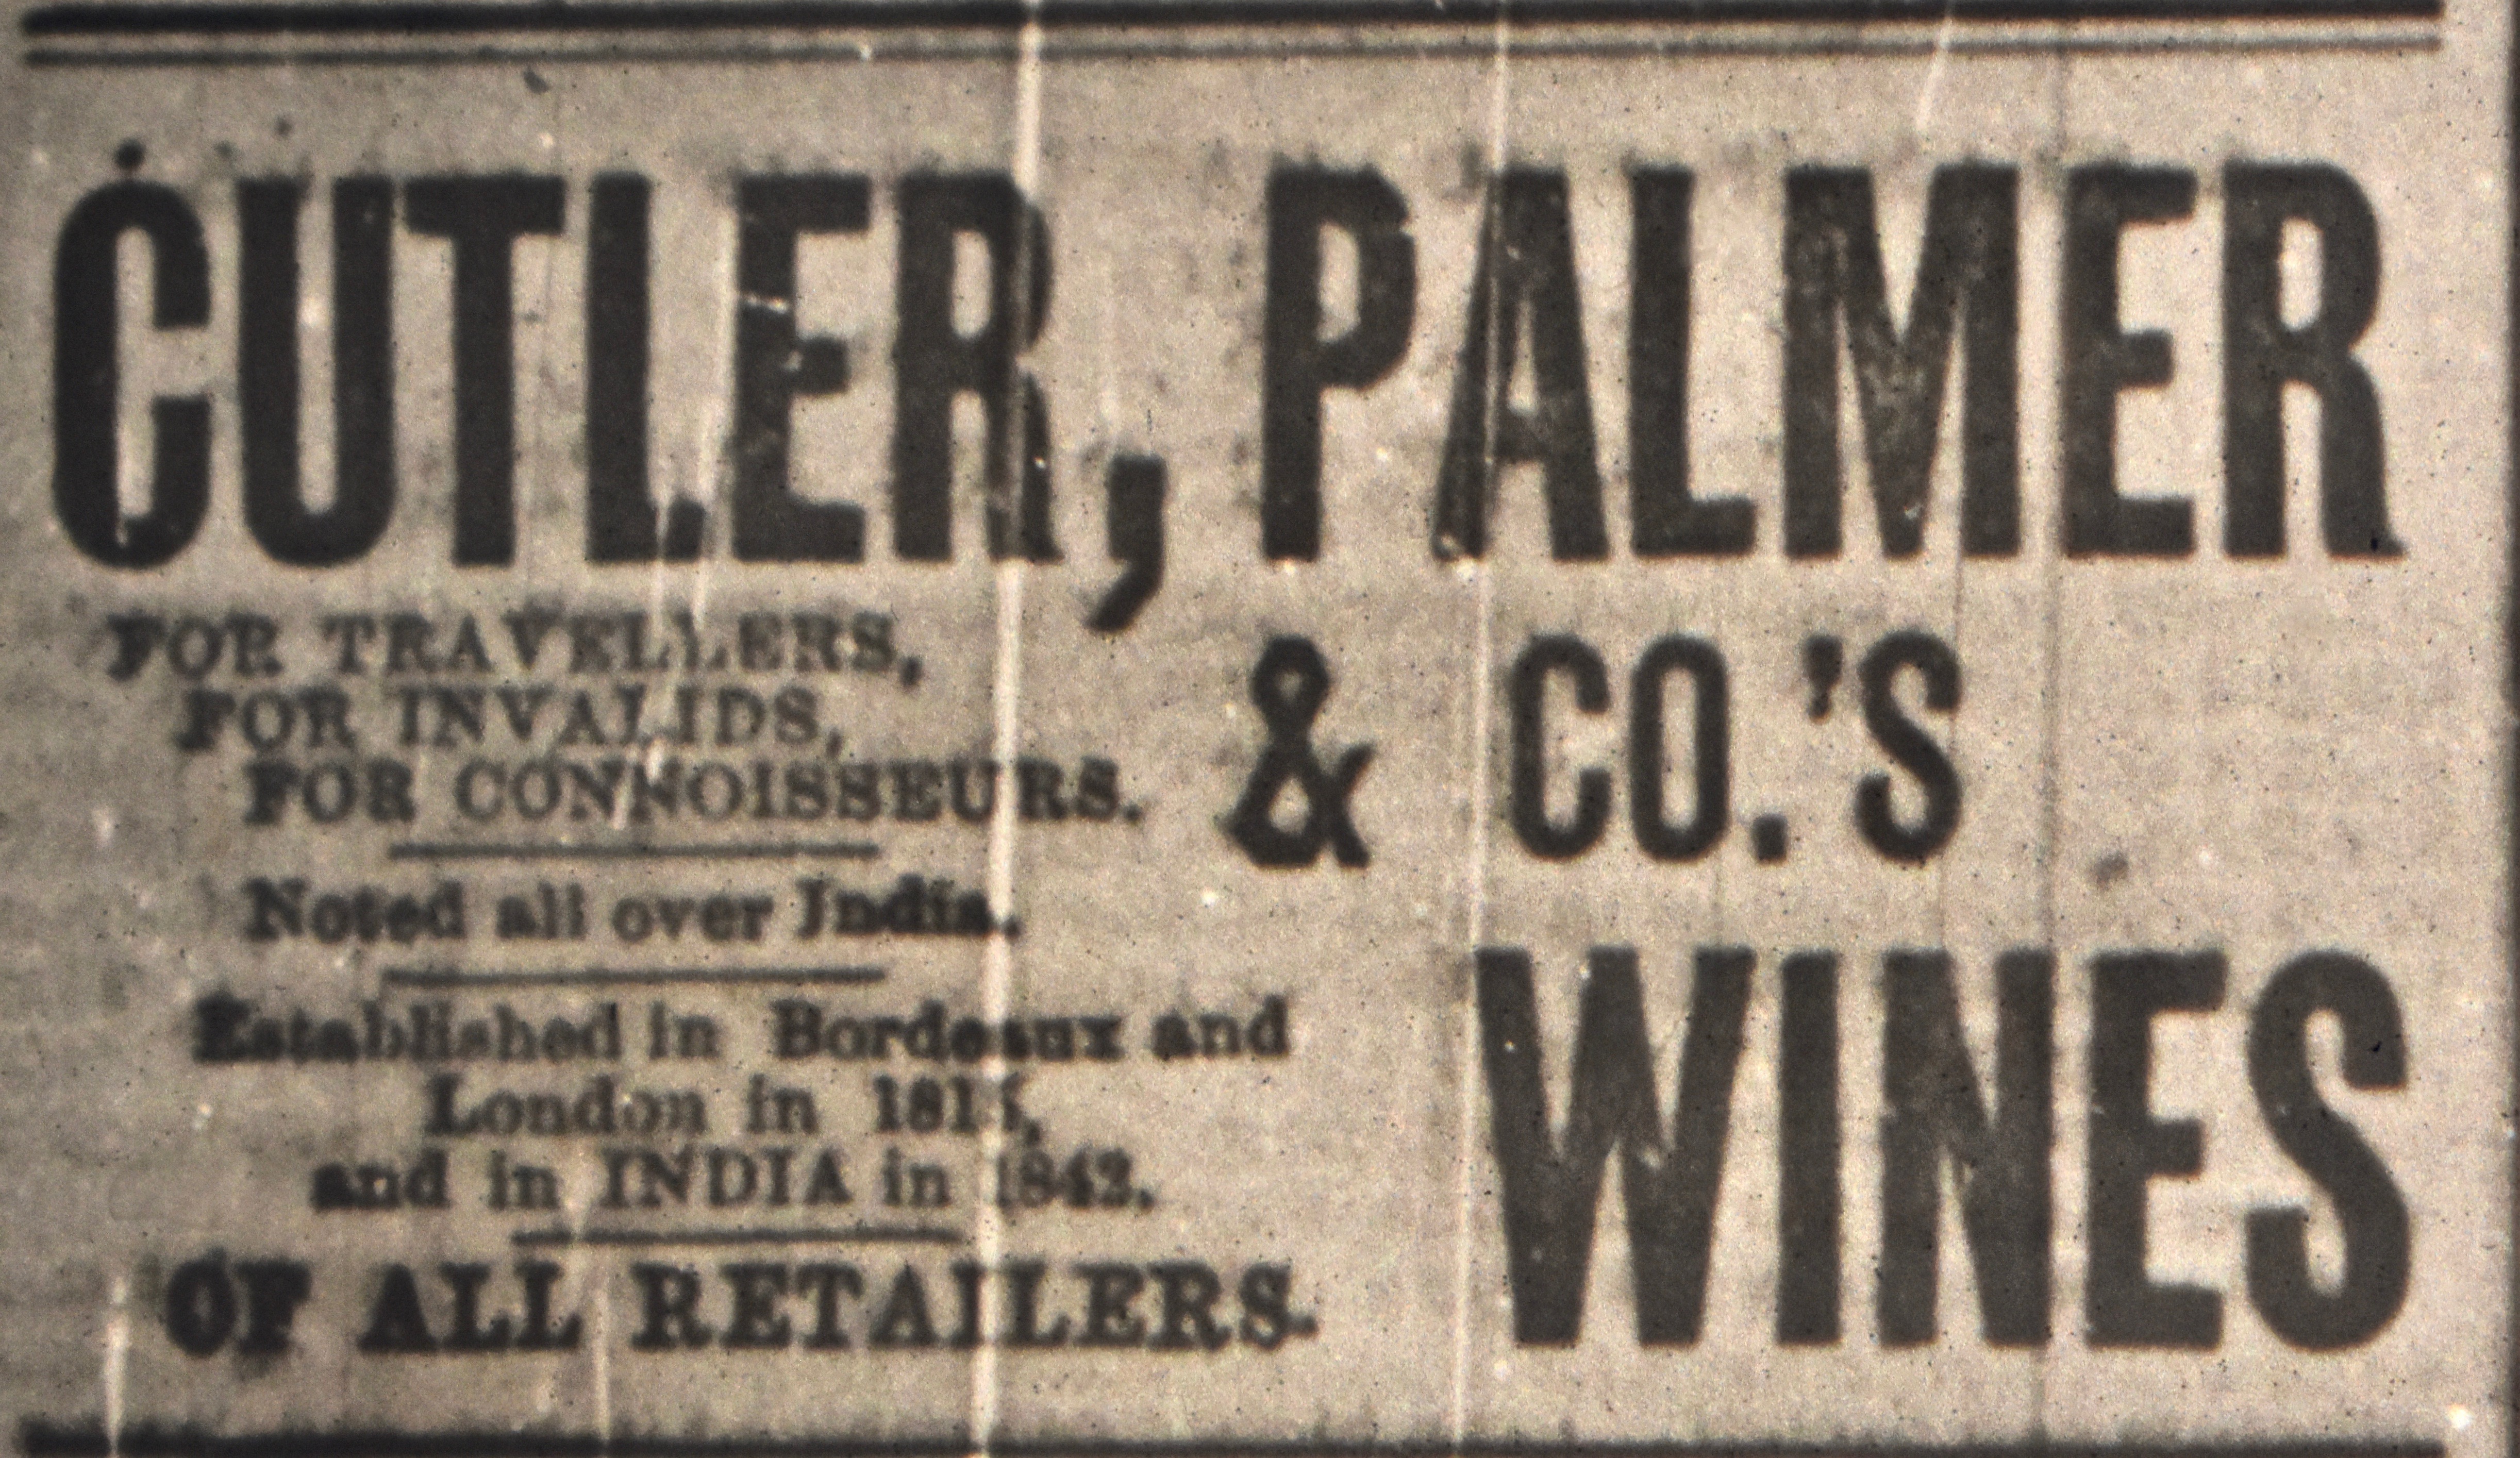 CUTLER, PALMER
& CO.'S
WINES
FOR TRAVELLERS,
FOR INVALIDS,
FOR CONNOISSEURS.
Noted all over India.
Established in Bordeaux and
London in 1815,
and in INDIA in 1842.
OF ALL RETAILERS.